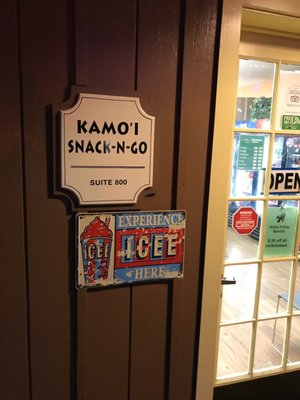 KAMO'I
SNACK-N-GO
SUITE 800
EXPERIENCE
ICEE
ICEE
HERE
OPEN